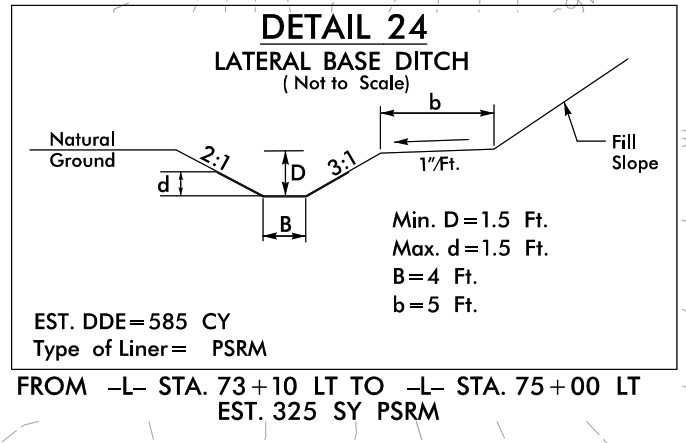 DETAIL 24
LATERAL BASE DITCH
( Not to Scale)
b
Natural
Ground
2:1
D
3:1
1"/Ft.
Fill
Slope
d
B
Min. D=1.5 Ft.
Max. d=1.5 Ft.
B=4 Ft.
b=5 Ft.
EST. DDE=585 CY
Type of Liner= PSRM
FROM -L- STA. 73+10 LT TO -L- STA. 75+00 LT
EST. 325 SY PSRM